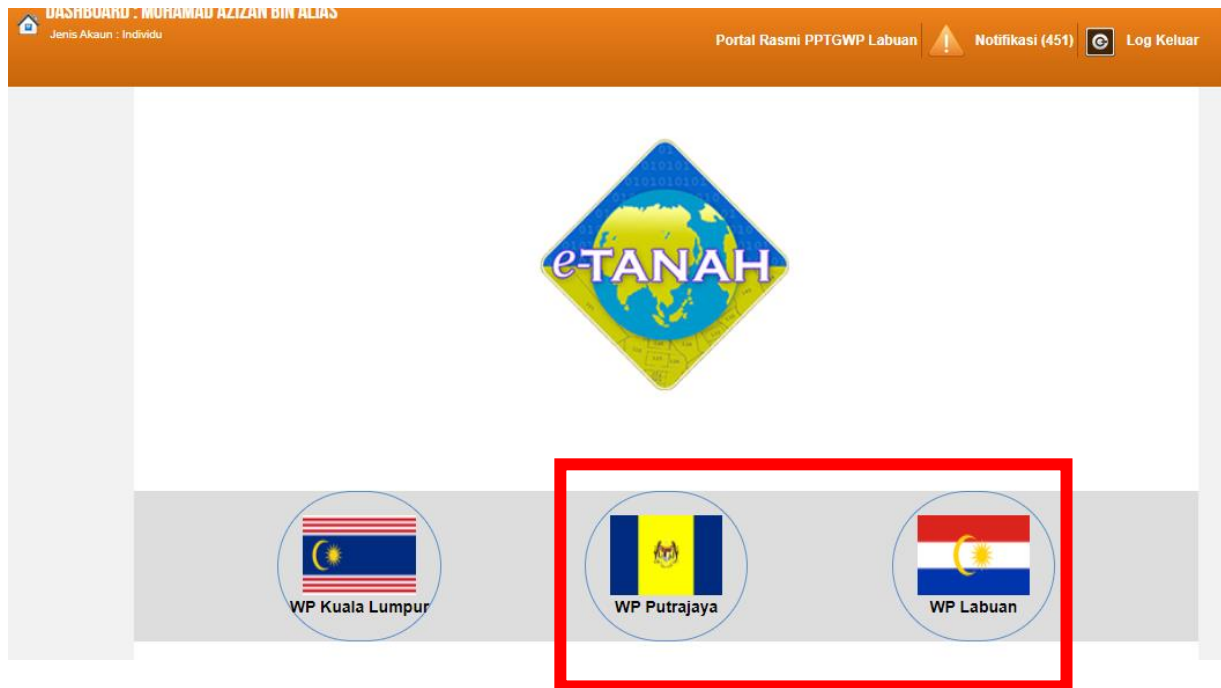 DASHBOARD : MUHAMAD AZIZAN BIN ALIAS
Jenis Akaun : Individu
Portal Rasmi PPTGWP Labuan
Notifikasi (451)
Log Keluar
e-TANAH
WP Kuala Lumpur
WP Putrajaya
WP Labuan